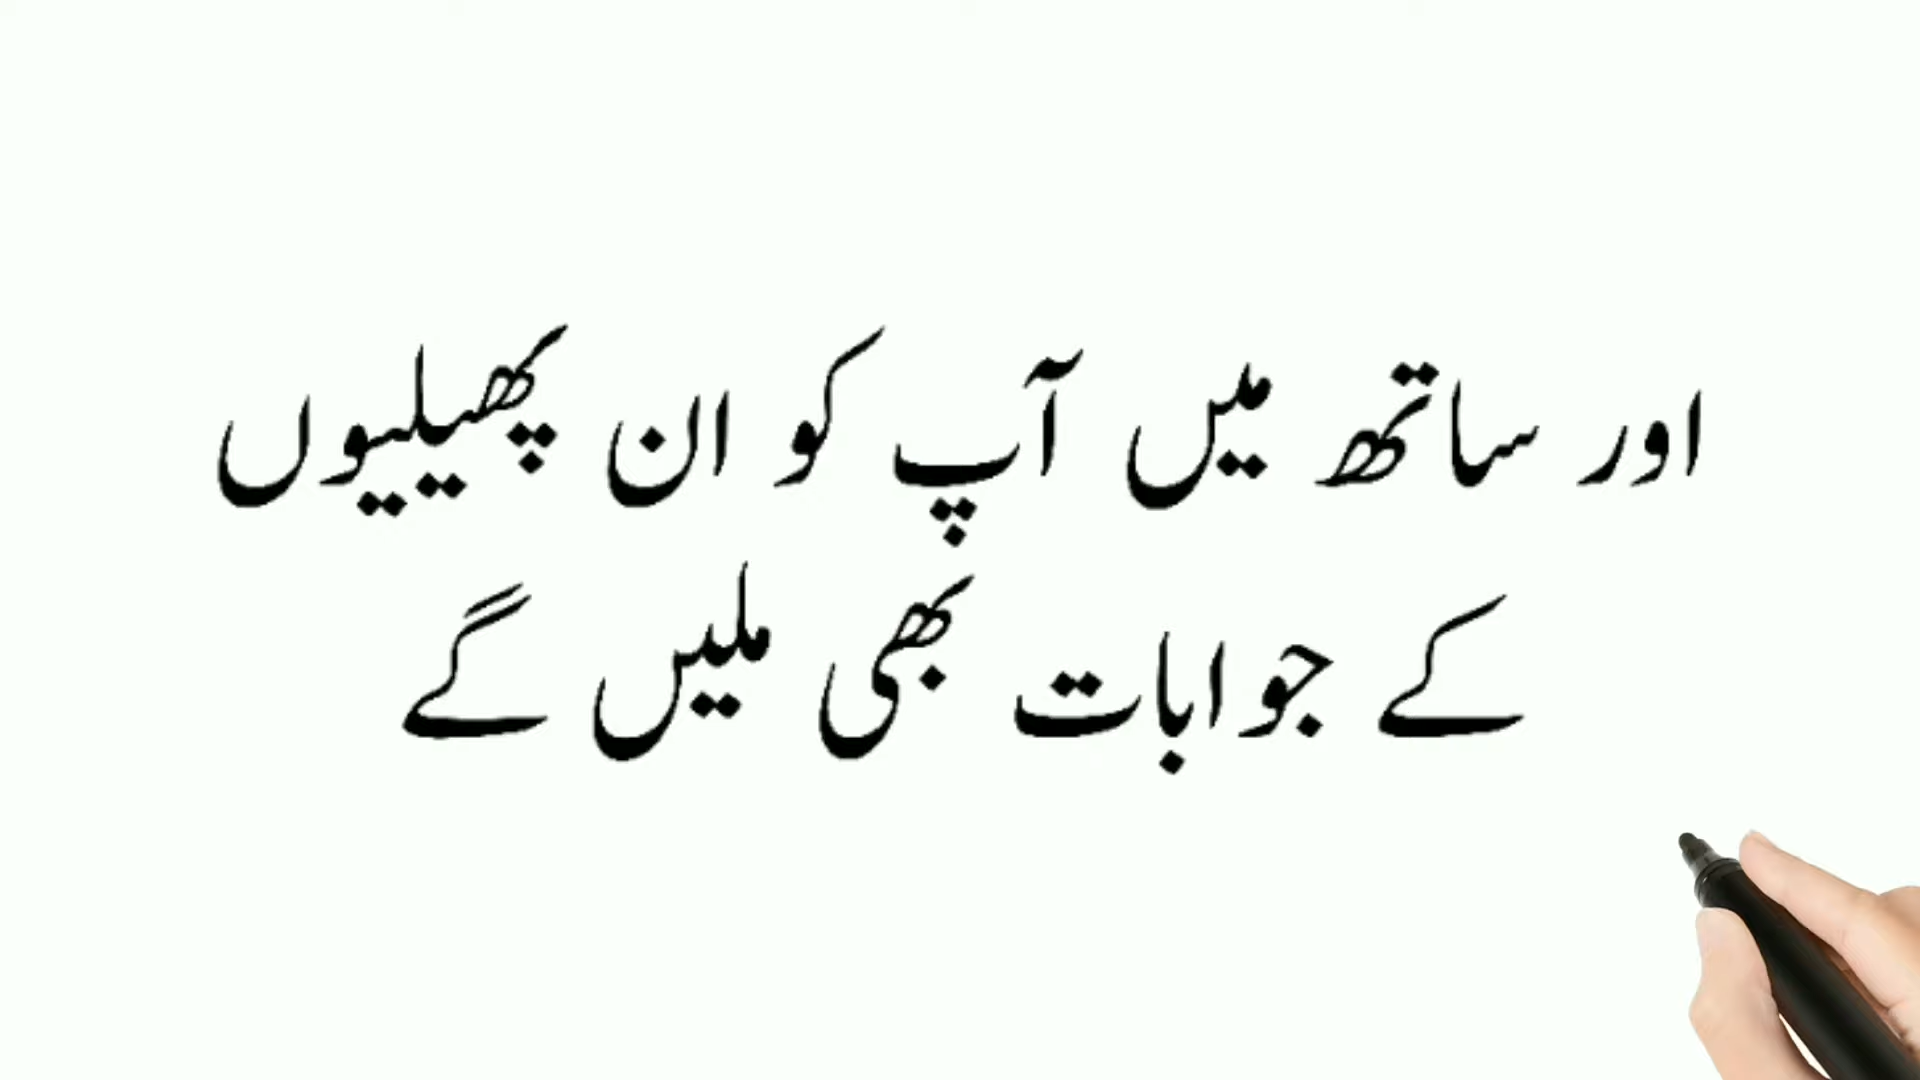 اور ساتھ میں آپ کو ان پھیلیوں
کے جوابات بھی ملیں گے